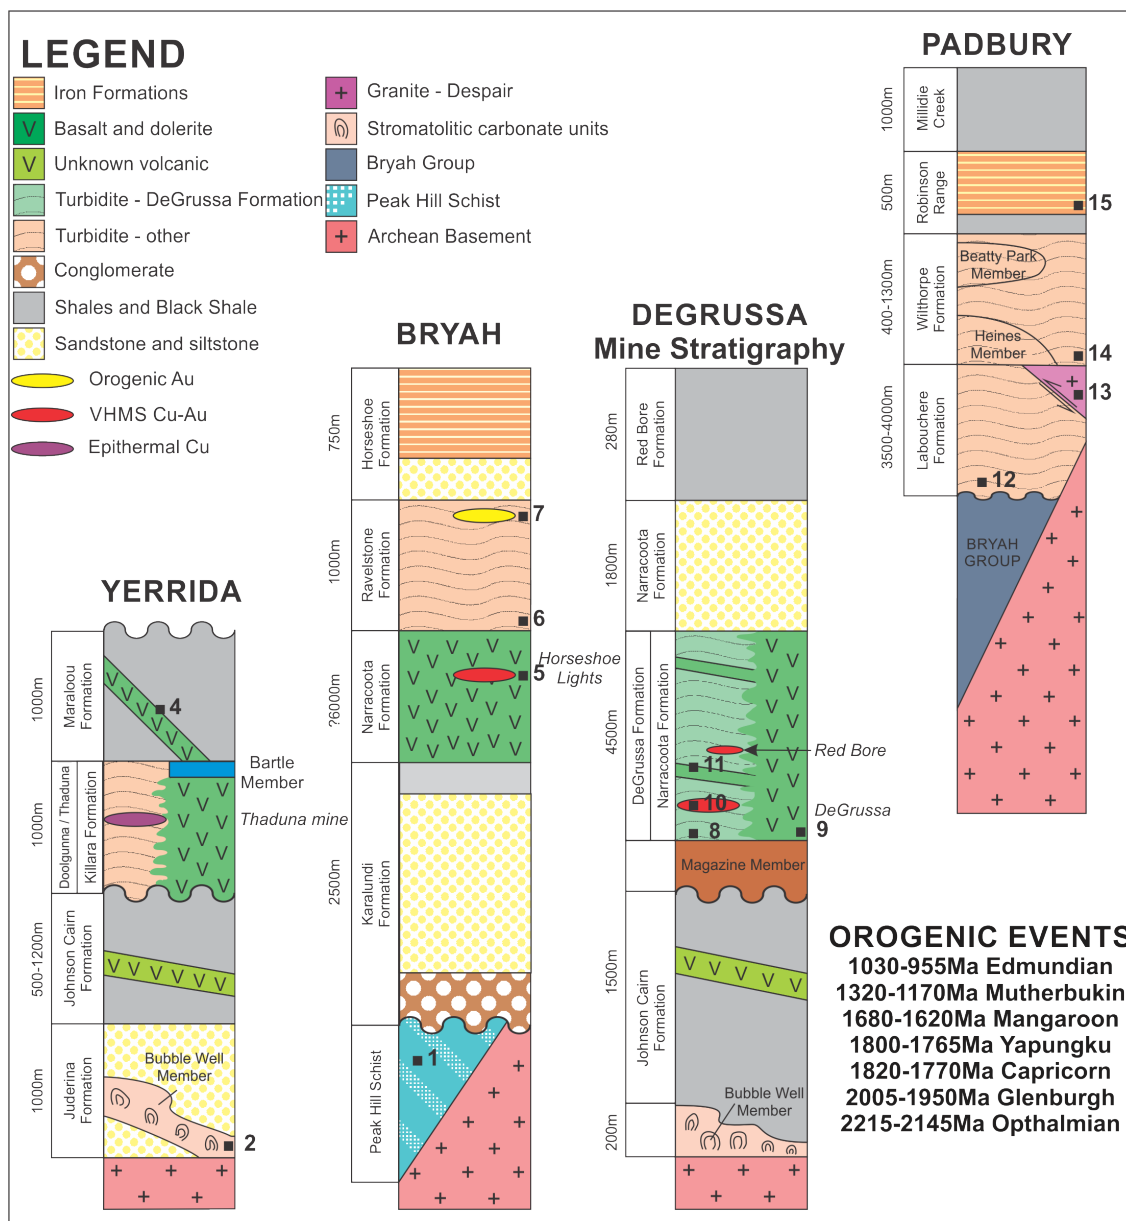 LEGEND
Iron Formations
Basalt and dolerite
Unknown volcanic
Turbidite - DeGrussa Formation
Turbidite - other
Conglomerate
Shales and Black Shale
Sandstone and siltstone
Orogenic Au
VHMS Cu-Au
Epithermal Cu
Granite - Despair
Stromatolitic carbonate units
Bryah Group
Peak Hill Schist
Archean Basement
YERRIDA
1000m
Maraloou
Formation
4
Bartle
Member
1000m
Doolgunna / Thaduna
Killara Formation
Thaduna mine
500-1200m
Johnson Cairn
Formation
1000m
Juderina
Formation
Bubble Well
Member
2
BRYAH
750m
Horseshoe
Formation
1000m
Ravelstone
Formation
7
6
?6000m
Narracoota
Formation
5
Horseshoe
Lights
2500m
Karalundi
Formation
Peak Hill Schist
1
DEGRUSSA
Mine Stratigraphy
280m
Red Bore
Formation
1800m
Narracoota
Formation
4500m
DeGrussa Formation
Narracoota Formation
Red Bore
11
10
DeGrussa
8
9
Magazine Member
1500m
Johnson Cairn
Formation
200m
Bubble Well
Member
PADBURY
1000m
Millidie
Creek
500m
Robinson
Range
15
400-1300m
Wilthorpe
Formation
Beatty Park
Member
Heines
Member
14
3500-4000m
Labouchere
Formation
13
12
BRYAH
GROUP
OROGENIC EVENTS
1030-955Ma Edmundian
1320-1170Ma Mutherbukin
1680-1620Ma Mangaroon
1800-1765Ma Yapungku
1820-1770Ma Capricorn
2005-1950Ma Glenburgh
2215-2145Ma Opthalmian